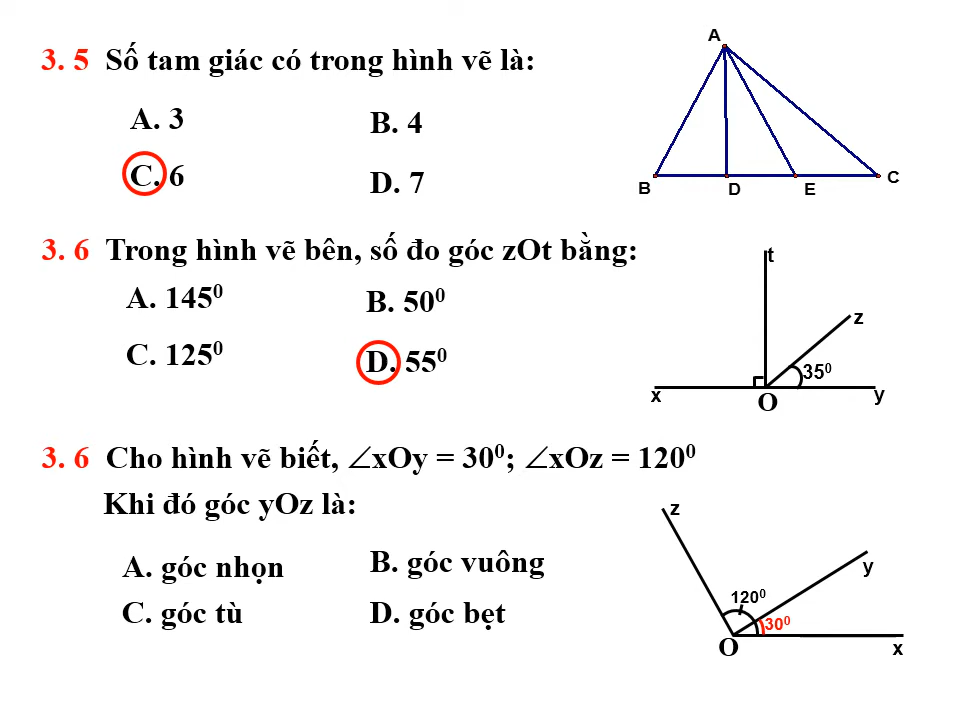 3. 5 Số tam giác có trong hình vẽ là:
A. 3
B. 4
C. 6
D. 7
A
B
D
E
C
3. 6 Trong hình vẽ bên, số đo góc zOt bằng:
A. 145⁰
B. 50⁰
C. 125⁰
D. 55⁰
t
z
35⁰
x
O
y
3. 6 Cho hình vẽ biết, ∠xOy = 30⁰; ∠xOz = 120⁰
Khi đó góc yOz là:
A. góc nhọn
B. góc vuông
C. góc tù
D. góc bẹt
z
y
120⁰
30⁰
O
x